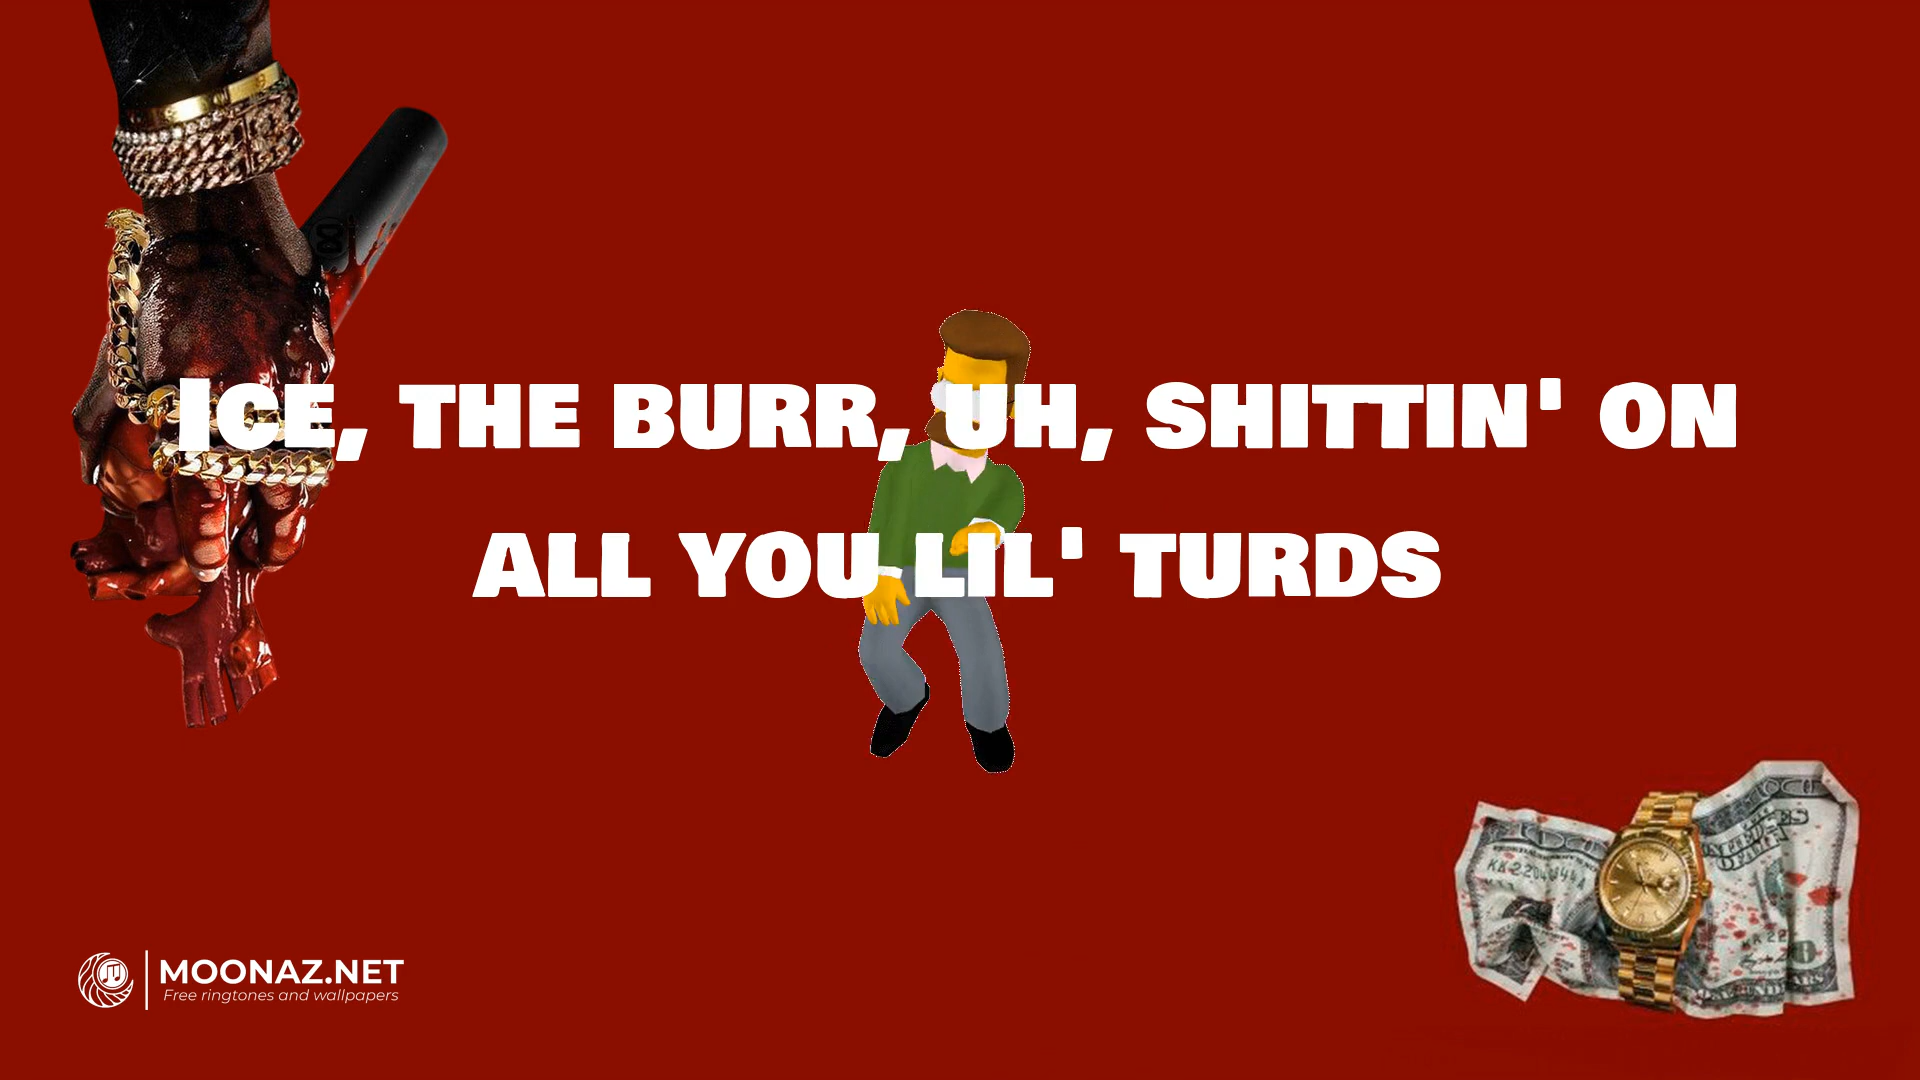 ICE, THE BURR, UH, SHITTIN' ON
ALL YOU LIL' TURDS
MOONAZ.NET
Free ringtones and wallpapers